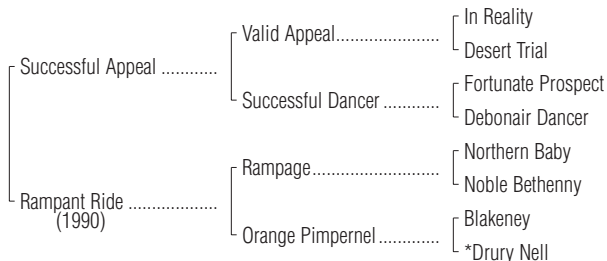 In Reality
Valid Appeal........................
Desert Trial
Successful Appeal ............
Fortunate Prospect
Successful Dancer ............
Debonair Dancer
Northern Baby
Rampage............................
Noble Bethenny
Rampant Ride ...................
(1990)
Blakeney
Orange Pimpernel.............
*Drury Nell